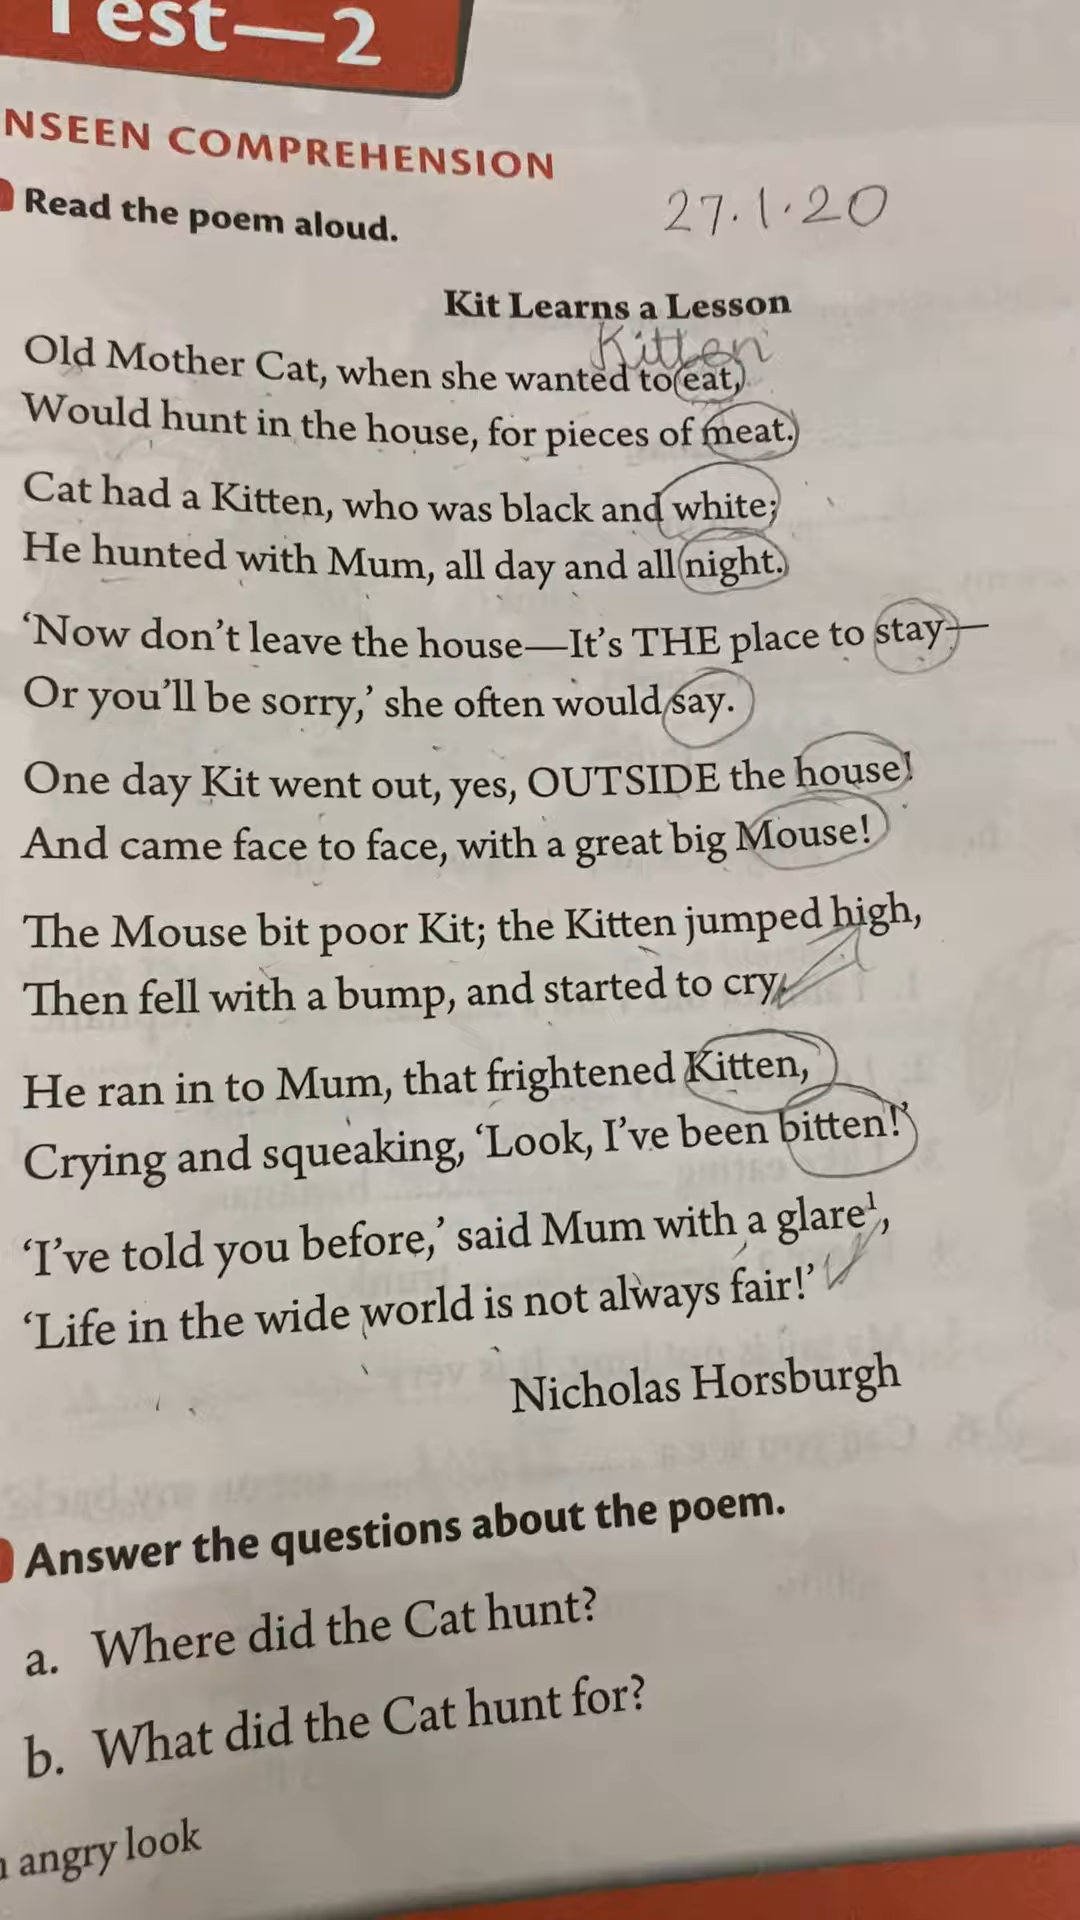 Test—2
NSEEN COMPREHENSION
Read the poem aloud.
27.1.20
Kit Learns a Lesson
Kitten
Old Mother Cat, when she wanted to eat,
Would hunt in the house, for pieces of meat.
Cat had a Kitten, who was black and white;
He hunted with Mum, all day and all night.
‘Now don’t leave the house—It’s THE place to stay—
Or you’ll be sorry,’ she often would say.
One day Kit went out, yes, OUTSIDE the house!
And came face to face, with a great big Mouse!
The Mouse bit poor Kit; the Kitten jumped high,
Then fell with a bump, and started to cry.
He ran in to Mum, that frightened Kitten,
Crying and squeaking, ‘Look, I’ve been bitten!’
‘I’ve told you before,’ said Mum with a glare¹,
‘Life in the wide world is not always fair!’
Nicholas Horsburgh
Answer the questions about the poem.
a. Where did the Cat hunt?
b. What did the Cat hunt for?
angry look